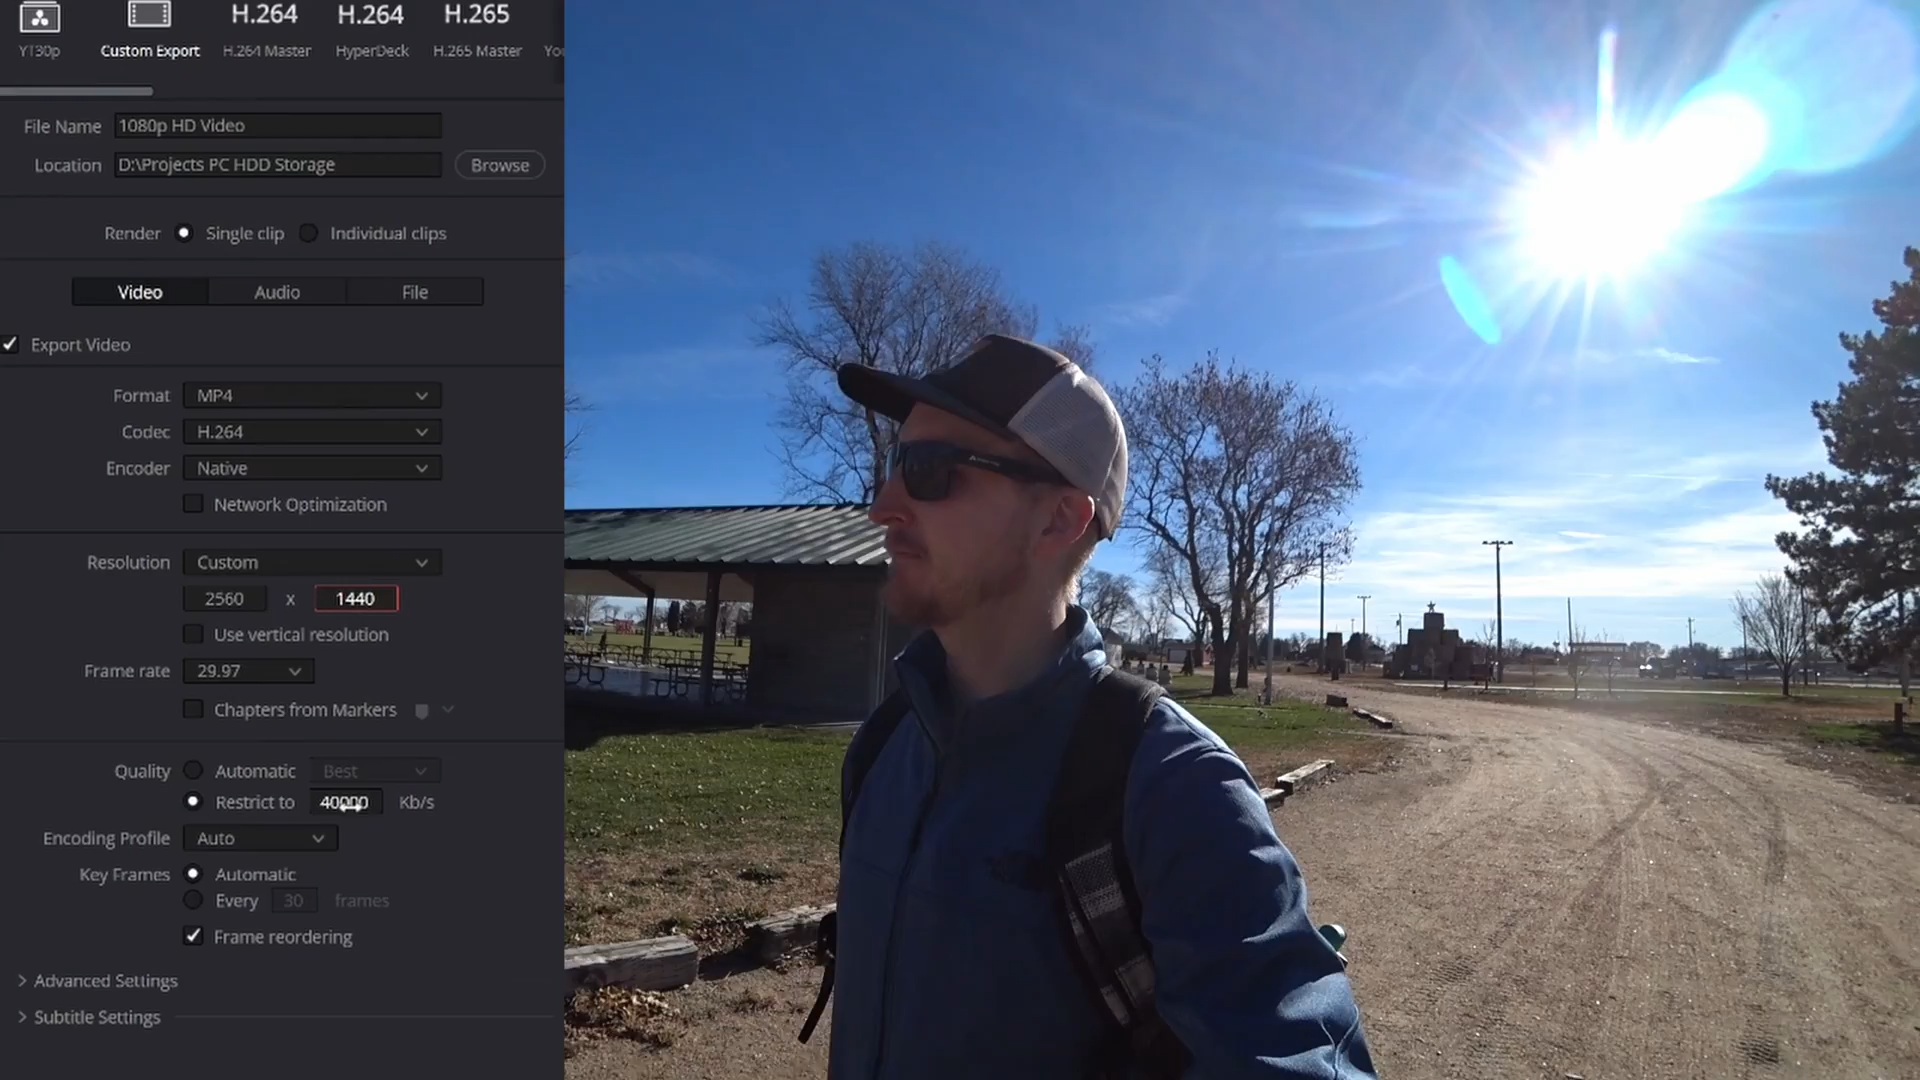 H.264 H.264 H.265
YT30p Custom Export H.264 Master HyperDeck H.265 Master You
File Name 1080p HD Video
Location D:\Projects PC HDD Storage Browse
Render Single clip Individual clips
Video Audio File
Export Video
Format MP4
Codec H.264
Encoder Native
Network Optimization
Resolution Custom
2560 x 1440
Use vertical resolution
Frame rate 29.97
Chapters from Markers
Quality Automatic Best
Restrict to 40000 Kb/s
Encoding Profile Auto
Key Frames Automatic
Every 30 frames
Frame reordering
Advanced Settings
Subtitle Settings